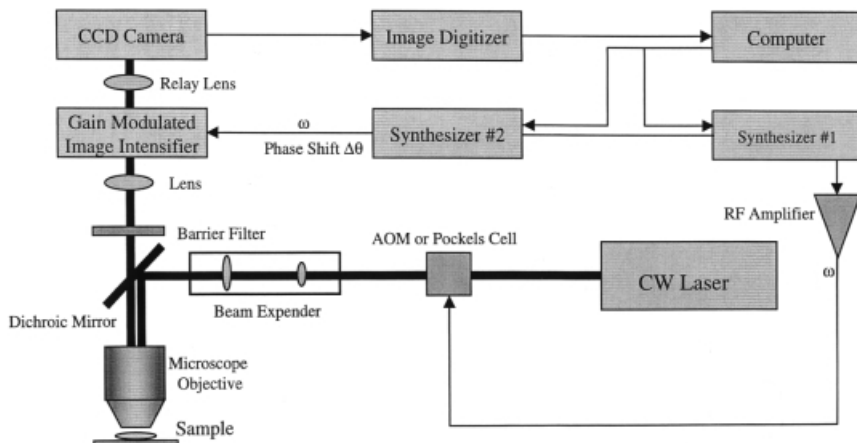 CCD Camera
Image Digitizer
Computer
Relay Lens
Gain Modulated
Image Intensifier
ω
Phase Shift Δθ
Synthesizer #2
Synthesizer #1
Lens
RF Amplifier
Barrier Filter
AOM or Pockels Cell
ω
CW Laser
Beam Expender
Dichroic Mirror
Microscope
Objective
Sample